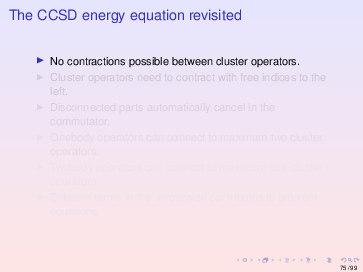 The CCSD energy equation revisited
No contractions possible between cluster operators.
Cluster operators need to contract with free indices to the
left.
Disconnected parts automatically cancel in the
commutator.
Onebody operators can connect to maximum two cluster
operators.
75 / 99